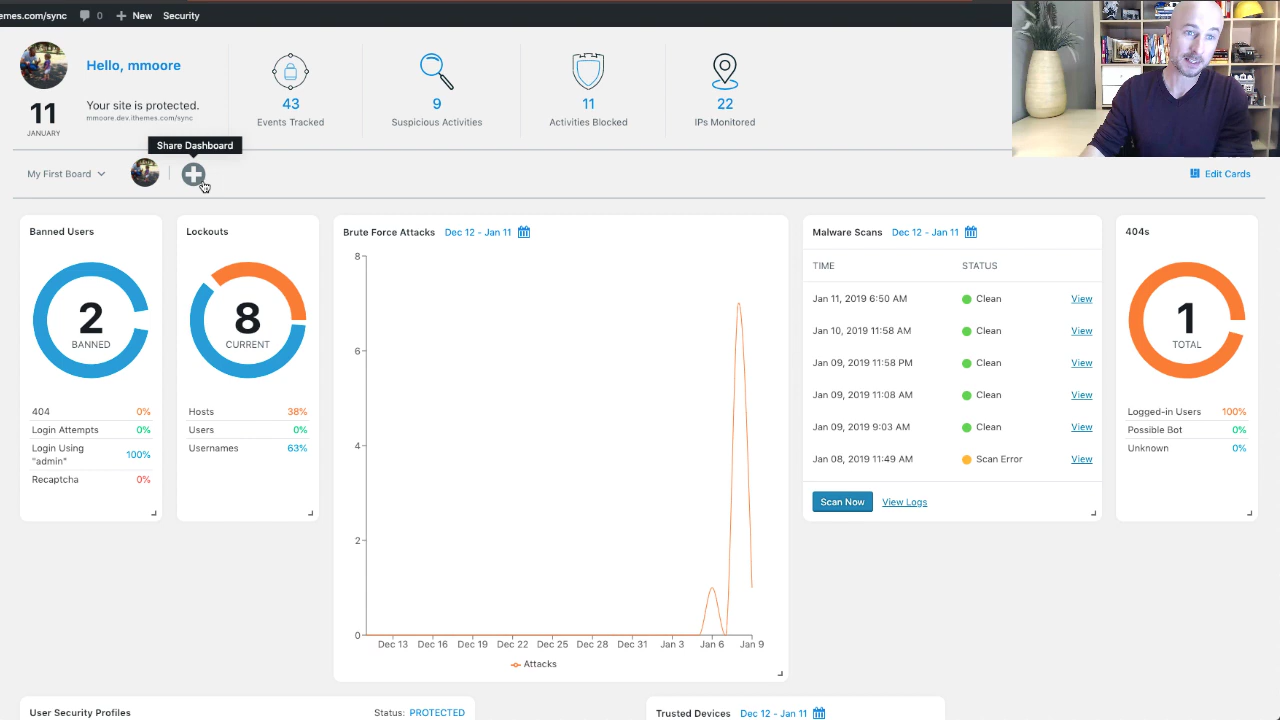 emes.com/sync 0 New Security
Hello, mmoore
11
JANUARY
Your site is protected.
mmoore.dev.ithemes.com/sync
43
Events Tracked
9
Suspicious Activities
11
Activities Blocked
22
IPs Monitored
Share Dashboard
My First Board
Edit Cards
Banned Users
2
BANNED
404 0%
Login Attempts 0%
Login Using
"admin" 100%
Recaptcha 0%
Lockouts
8
CURRENT
Hosts 38%
Users 0%
Usernames 63%
Brute Force Attacks Dec 12 - Jan 11
8
6
4
2
0
Dec 13 Dec 16 Dec 19 Dec 22 Dec 25 Dec 28 Dec 31 Jan 3 Jan 6 Jan 9
Attacks
Malware Scans Dec 12 - Jan 11
TIME STATUS
Jan 11, 2019 6:50 AM Clean View
Jan 10, 2019 11:58 AM Clean View
Jan 09, 2019 11:58 PM Clean View
Jan 09, 2019 11:08 AM Clean View
Jan 09, 2019 9:03 AM Clean View
Jan 08, 2019 11:49 AM Scan Error View
Scan Now View Logs
404s
1
TOTAL
Logged-in Users 100%
Possible Bot 0%
Unknown 0%
User Security Profiles Status: PROTECTED
Trusted Devices Dec 12 - Jan 11